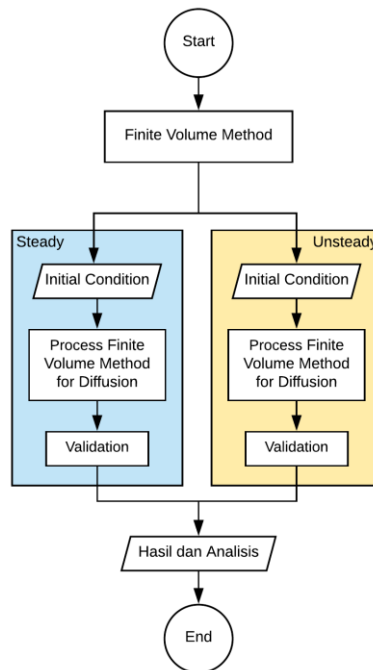 Start
Finite Volume Method
Steady
Initial Condition
Process Finite
Volume Method
for Diffusion
Validation
Unsteady
Initial Condition
Process Finite
Volume Method
for Diffusion
Validation
Hasil dan Analisis
End